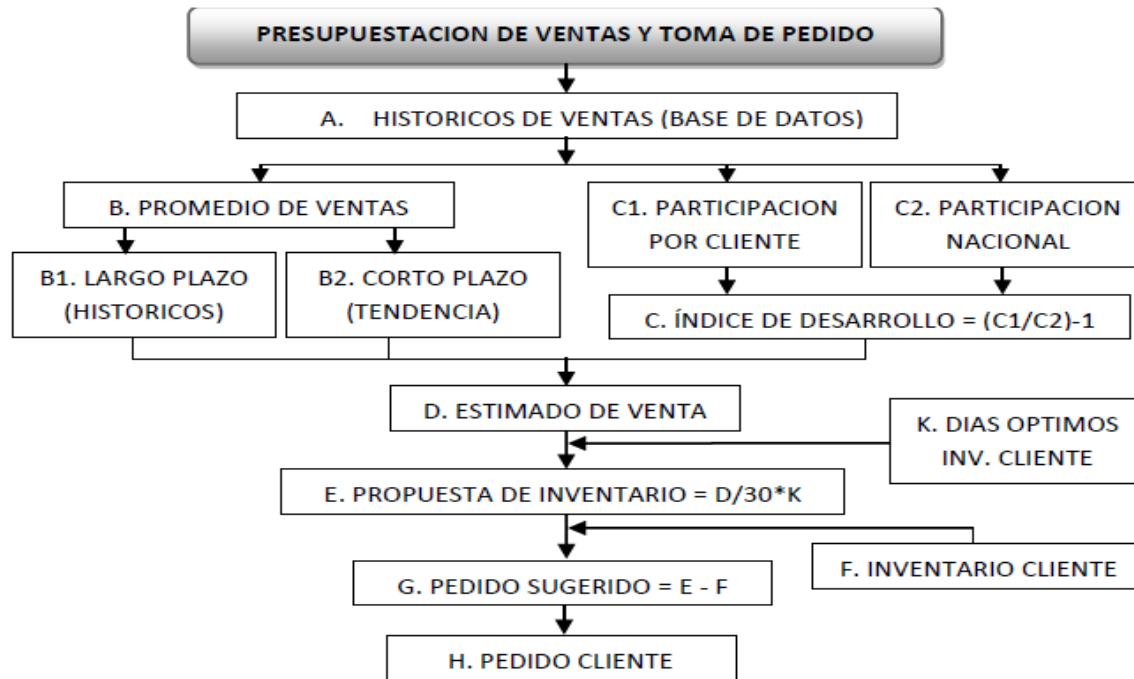 PRESUPUESTACION DE VENTAS Y TOMA DE PEDIDO
A. HISTORICOS DE VENTAS (BASE DE DATOS)
B. PROMEDIO DE VENTAS
C1. PARTICIPACION
POR CLIENTE
C2. PARTICIPACION
NACIONAL
B1. LARGO PLAZO
(HISTORICOS)
B2. CORTO PLAZO
(TENDENCIA)
C. ÍNDICE DE DESARROLLO = (C1/C2)-1
D. ESTIMADO DE VENTA
K. DIAS OPTIMOS
INV. CLIENTE
E. PROPUESTA DE INVENTARIO = D/30*K
F. INVENTARIO CLIENTE
G. PEDIDO SUGERIDO = E - F
H. PEDIDO CLIENTE